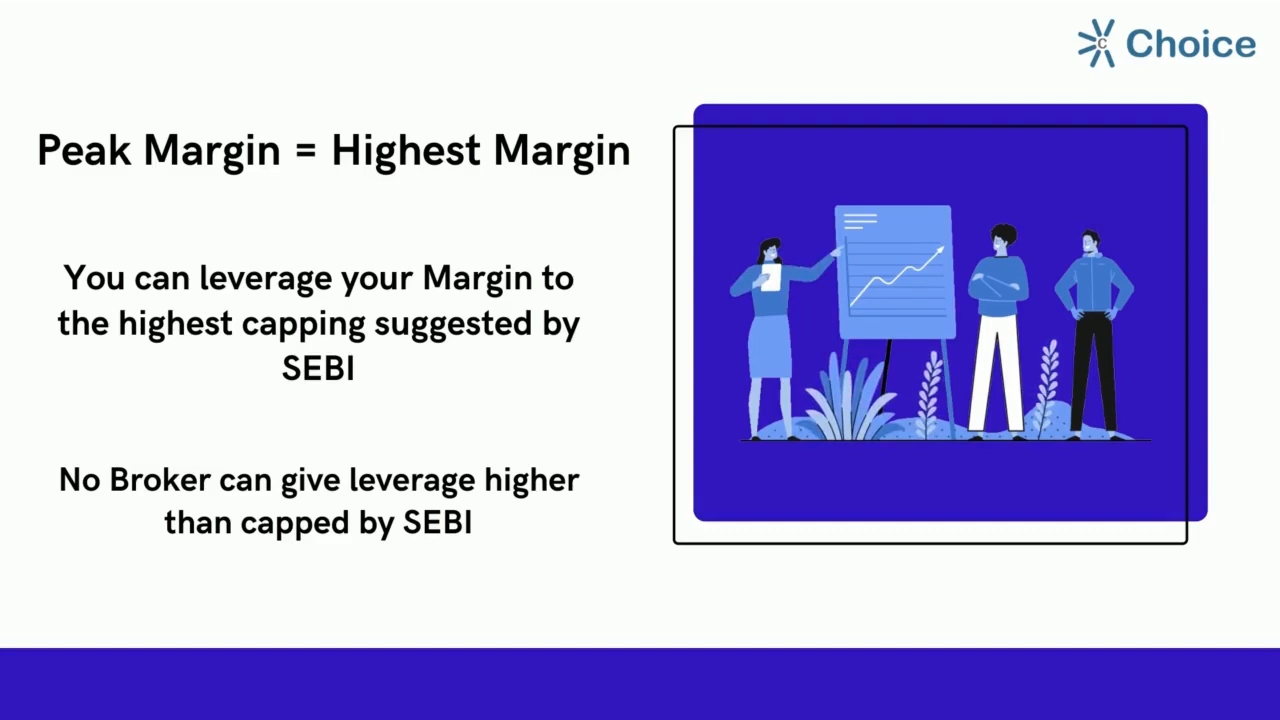 Choice
Peak Margin = Highest Margin
You can leverage your Margin to
the highest capping suggested by
SEBI
No Broker can give leverage higher
than capped by SEBI